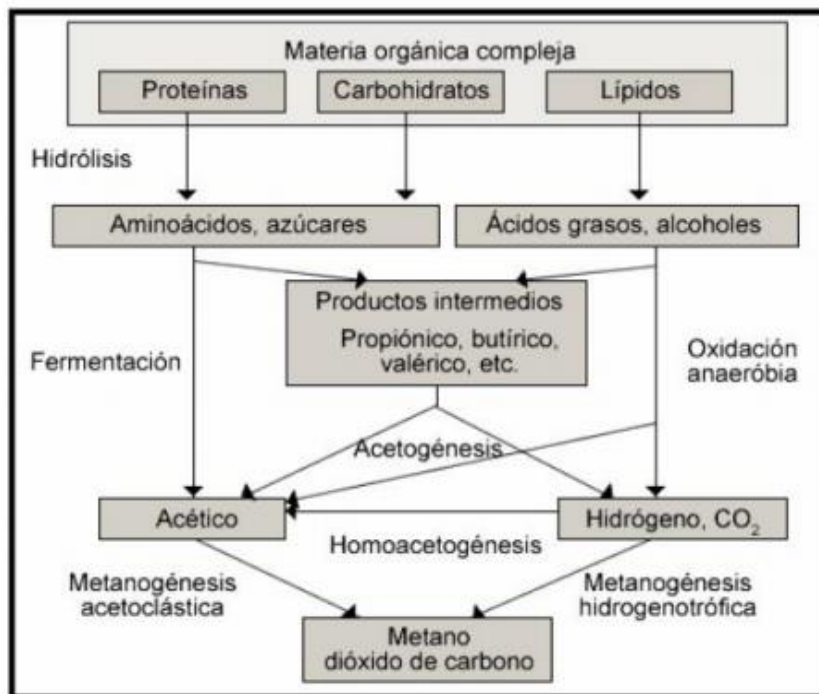 Materia orgánica compleja
Proteínas
Carbohidratos
Lípidos
Hidrólisis
Aminoácidos, azúcares
Ácidos grasos, alcoholes
Productos intermedios
Propiónico, butírico,
valérico, etc.
Fermentación
Oxidación
anaeróbia
Acetogénesis
Acético
Hidrógeno, CO₂
Homoacetogénesis
Metanogénesis
acetoclástica
Metanogénesis
hidrogenotrófica
Metano
dióxido de carbono